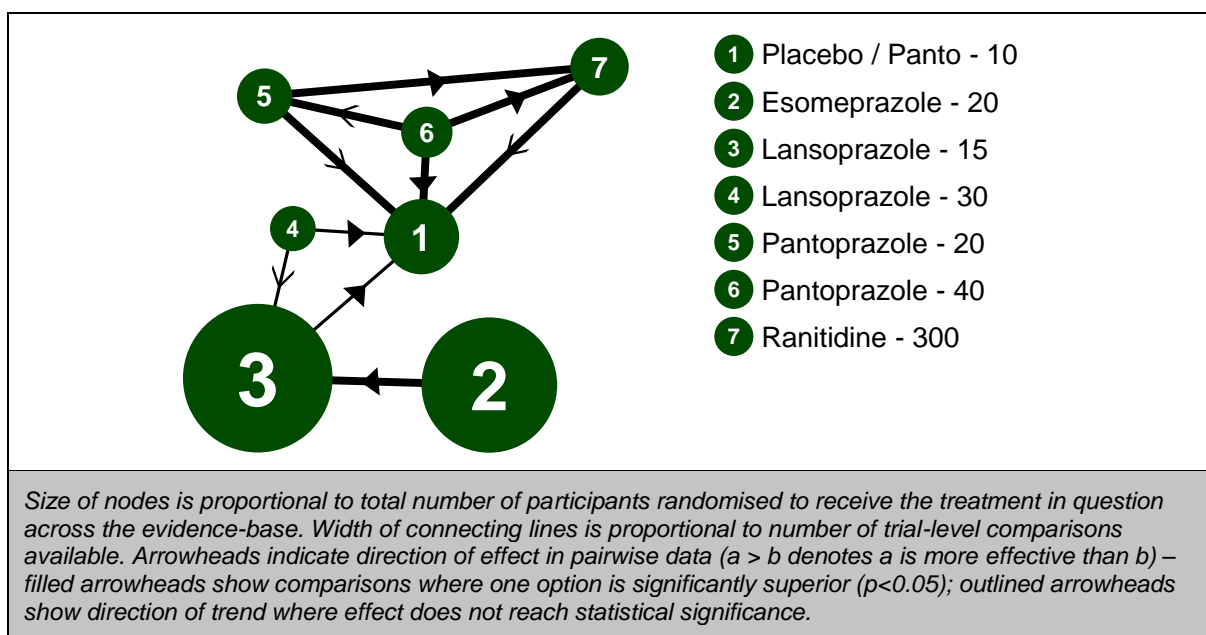 5
7
6
4
1
3
2
1 Placebo / Panto - 10
2 Esomeprazole - 20
3 Lansoprazole - 15
4 Lansoprazole - 30
5 Pantoprazole - 20
6 Pantoprazole - 40
7 Ranitidine - 300
Size of nodes is proportional to total number of participants randomised to receive the treatment in question
across the evidence-base. Width of connecting lines is proportional to number of trial-level comparisons
available. Arrowheads indicate direction of effect in pairwise data (a > b denotes a is more effective than b) –
filled arrowheads show comparisons where one option is significantly superior (p<0.05); outlined arrowheads
show direction of trend where effect does not reach statistical significance.